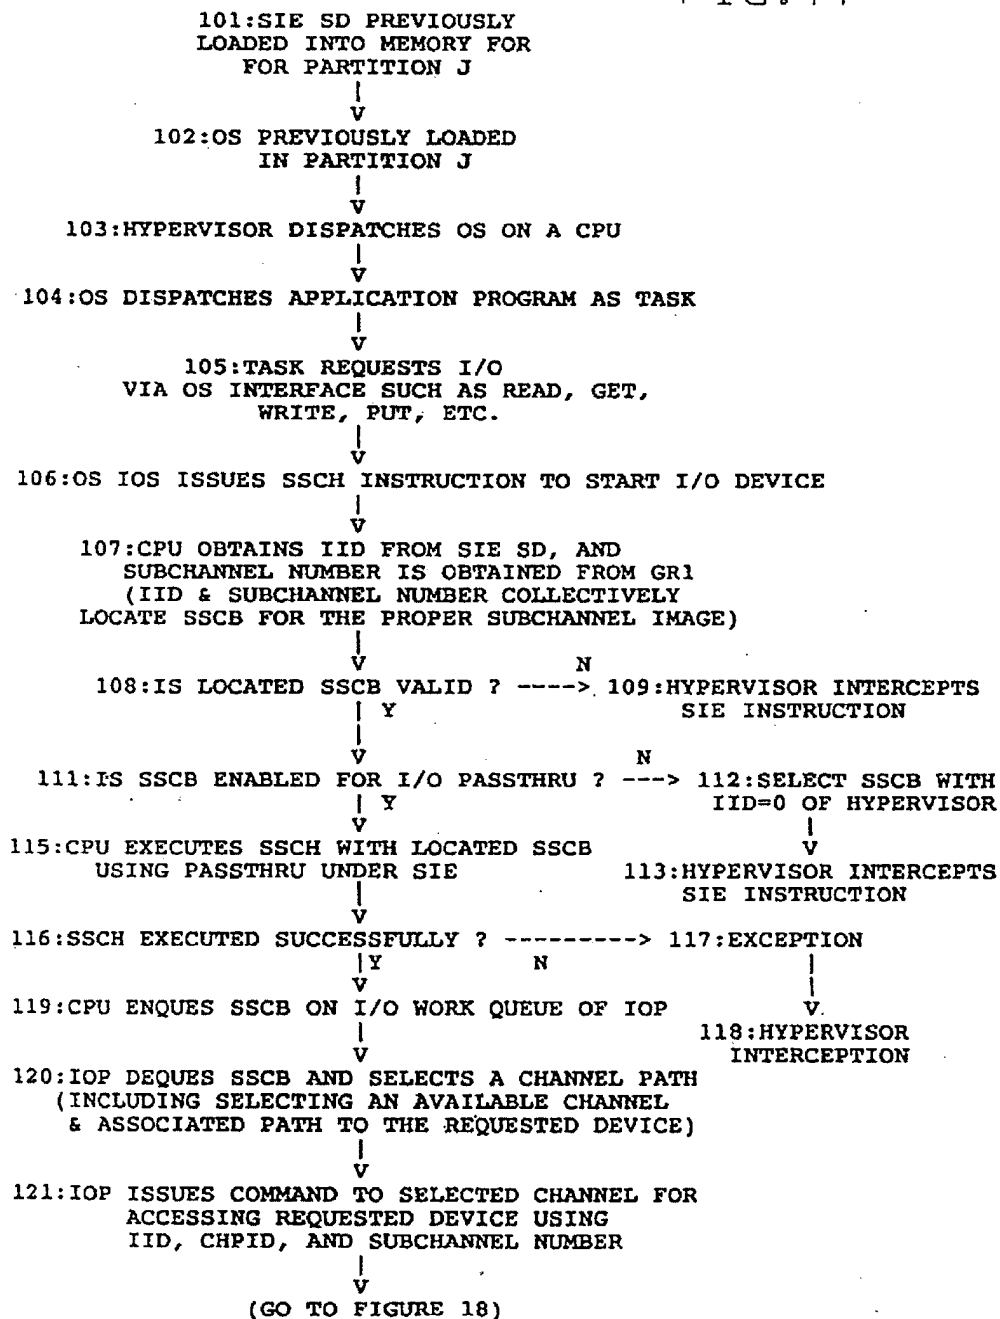 101:SIE SD PREVIOUSLY
LOADED INTO MEMORY FOR
FOR PARTITION J
|
V
102:OS PREVIOUSLY LOADED
IN PARTITION J
|
V
103:HYPERVISOR DISPATCHES OS ON A CPU
|
V
104:OS DISPATCHES APPLICATION PROGRAM AS TASK
|
V
105:TASK REQUESTS I/O
VIA OS INTERFACE SUCH AS READ, GET,
WRITE, PUT, ETC.
|
V
106:OS IOS ISSUES SSCH INSTRUCTION TO START I/O DEVICE
|
V
107:CPU OBTAINS IID FROM SIE SD, AND
SUBCHANNEL NUMBER IS OBTAINED FROM GR1
(IID & SUBCHANNEL NUMBER COLLECTIVELY
LOCATE SSCB FOR THE PROPER SUBCHANNEL IMAGE)
|
V N
108:IS LOCATED SSCB VALID ? ----> 109:HYPERVISOR INTERCEPTS
| Y SIE INSTRUCTION
|
V N
111:IS SSCB ENABLED FOR I/O PASSTHRU ? ---> 112:SELECT SSCB WITH
| Y IID=0 OF HYPERVISOR
V |
115:CPU EXECUTES SSCH WITH LOCATED SSCB V
USING PASSTHRU UNDER SIE 113:HYPERVISOR INTERCEPTS
| SIE INSTRUCTION
V
116:SSCH EXECUTED SUCCESSFULLY ? ---------> 117:EXCEPTION
|Y N |
V |
119:CPU ENQUES SSCB ON I/O WORK QUEUE OF IOP V
| 118:HYPERVISOR
V INTERCEPTION
120:IOP DEQUES SSCB AND SELECTS A CHANNEL PATH
(INCLUDING SELECTING AN AVAILABLE CHANNEL
& ASSOCIATED PATH TO THE REQUESTED DEVICE)
|
V
121:IOP ISSUES COMMAND TO SELECTED CHANNEL FOR
ACCESSING REQUESTED DEVICE USING
IID, CHPID, AND SUBCHANNEL NUMBER
|
V
(GO TO FIGURE 18)